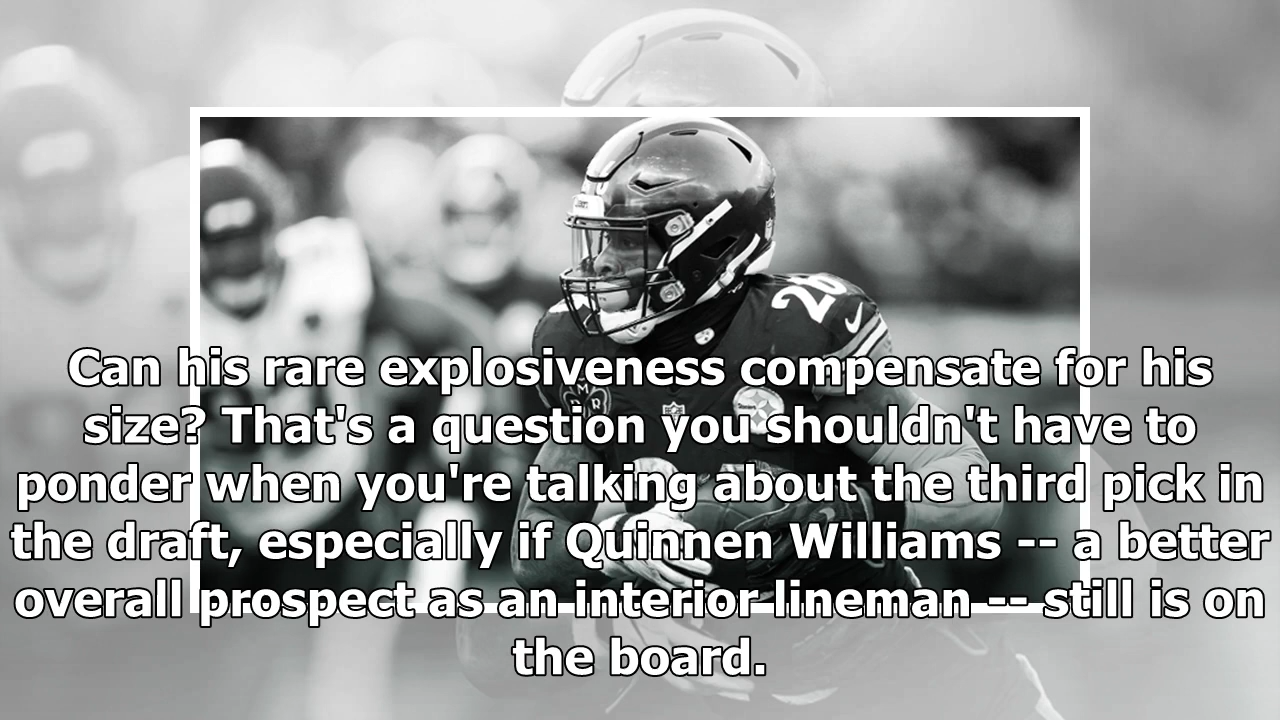 26
Can his rare explosiveness compensate for his
size? That's a question you shouldn't have to
ponder when you're talking about the third pick in
the draft, especially if Quinnen Williams -- a better
overall prospect as an interior lineman -- still is on
the board.